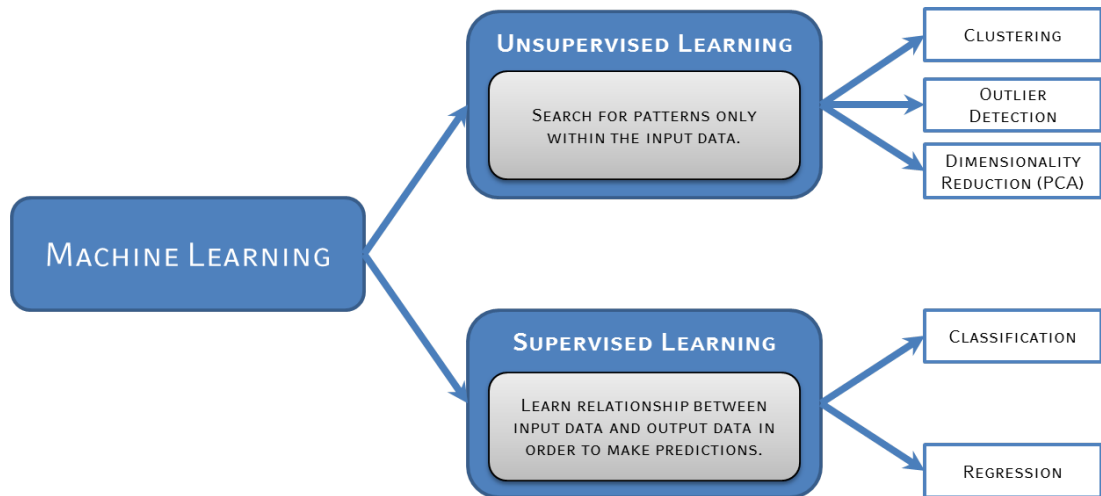 Machine Learning
Unsupervised Learning
Search for patterns only
within the input data.
Clustering
Outlier
Detection
Dimensionality
Reduction (PCA)
Supervised Learning
Learn relationship between
input data and output data in
order to make predictions.
Classification
Regression